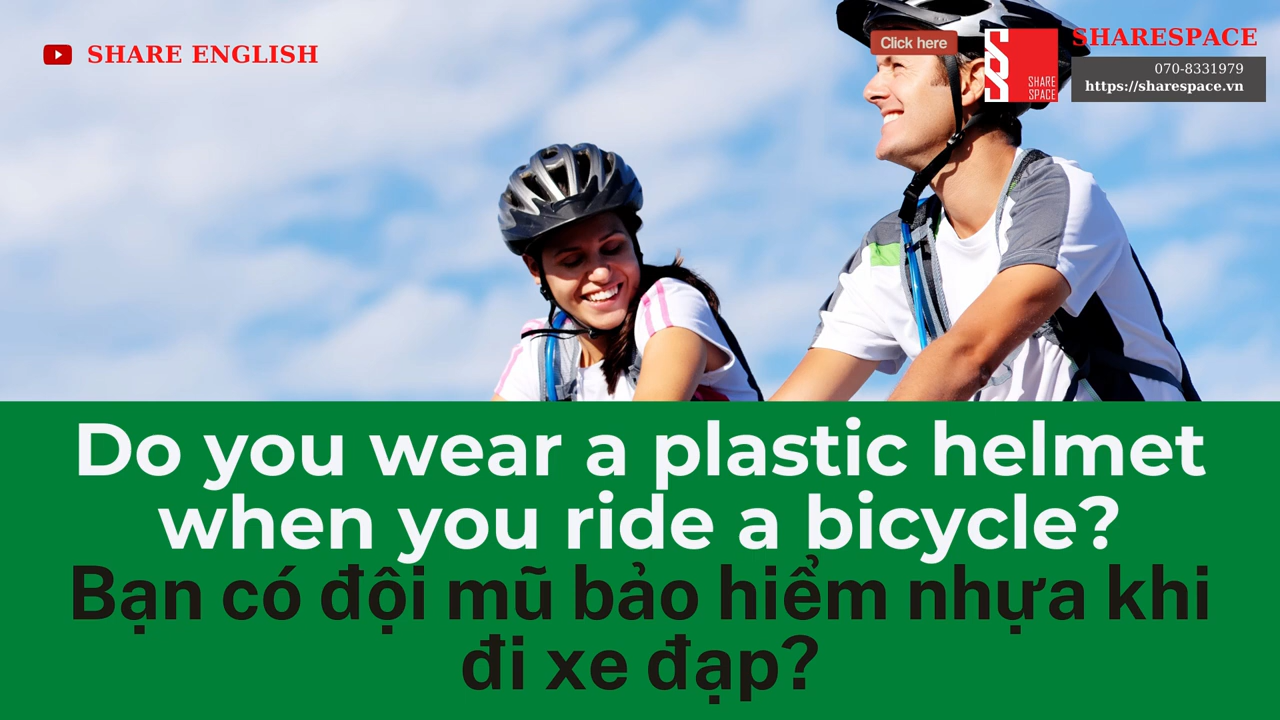 SHARE ENGLISH
Click here
SHARE
SPACE
SHARESPACE
070-8331979
https://sharespace.vn
Do you wear a plastic helmet
when you ride a bicycle?
Bạn có đội mũ bảo hiểm nhựa khi
đi xe đạp?